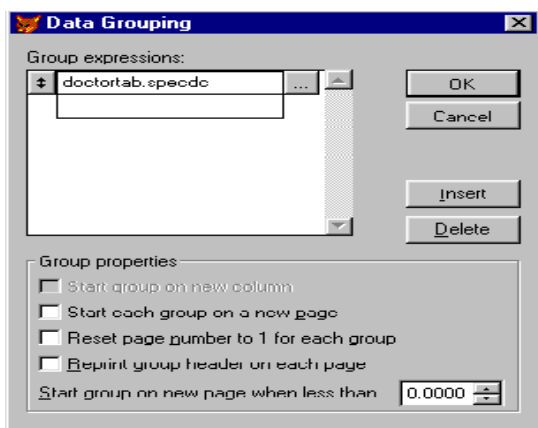 Data Grouping
Group expressions:
doctortab.specdc
...
OK
Cancel
Insert
Delete
Group properties
Start group on new column
Start each group on a new page
Reset page number to 1 for each group
Reprint group header on each page
Start group on new page when less than 0.0000